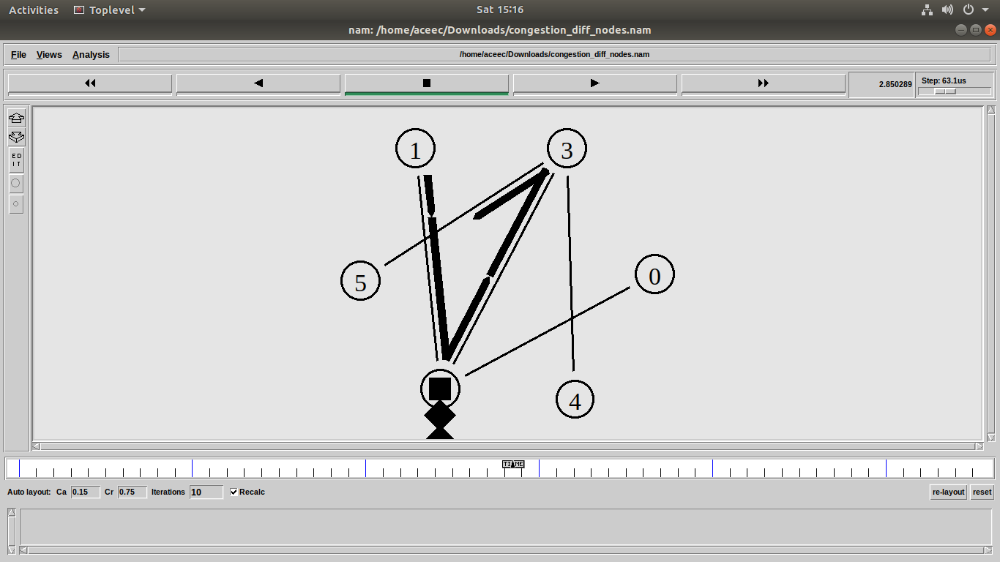 Activities Toplevel Sat 15:16
nam: /home/aceec/Downloads/congestion_diff_nodes.nam
File Views Analysis /home/aceec/Downloads/congestion_diff_nodes.nam
2.850289 Step: 63.1us
ED
IT
1 3
5 0
4
TIME
Auto layout: Ca 0.15 Cr 0.75 Iterations 10 Recalc re-layout reset